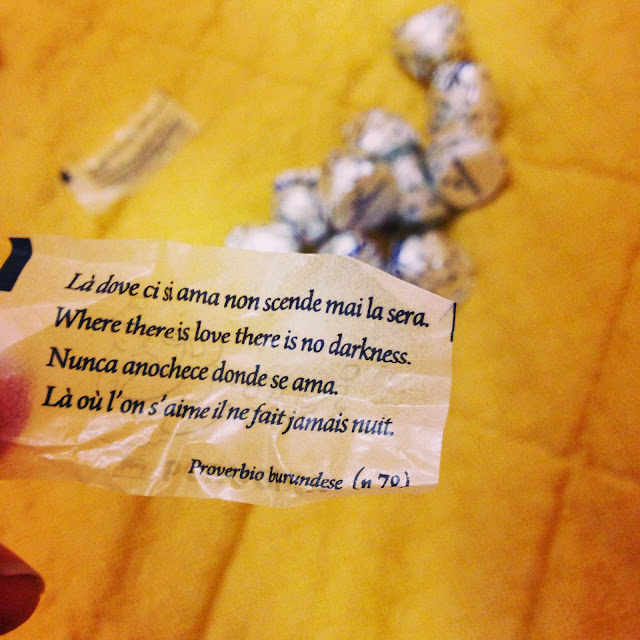 Là dove ci si ama non scende mai la sera.
Where there is love there is no darkness.
Nunca anochece donde se ama.
Là où l'on s'aime il ne fait jamais nuit.
Proverbio burundese (n 70)